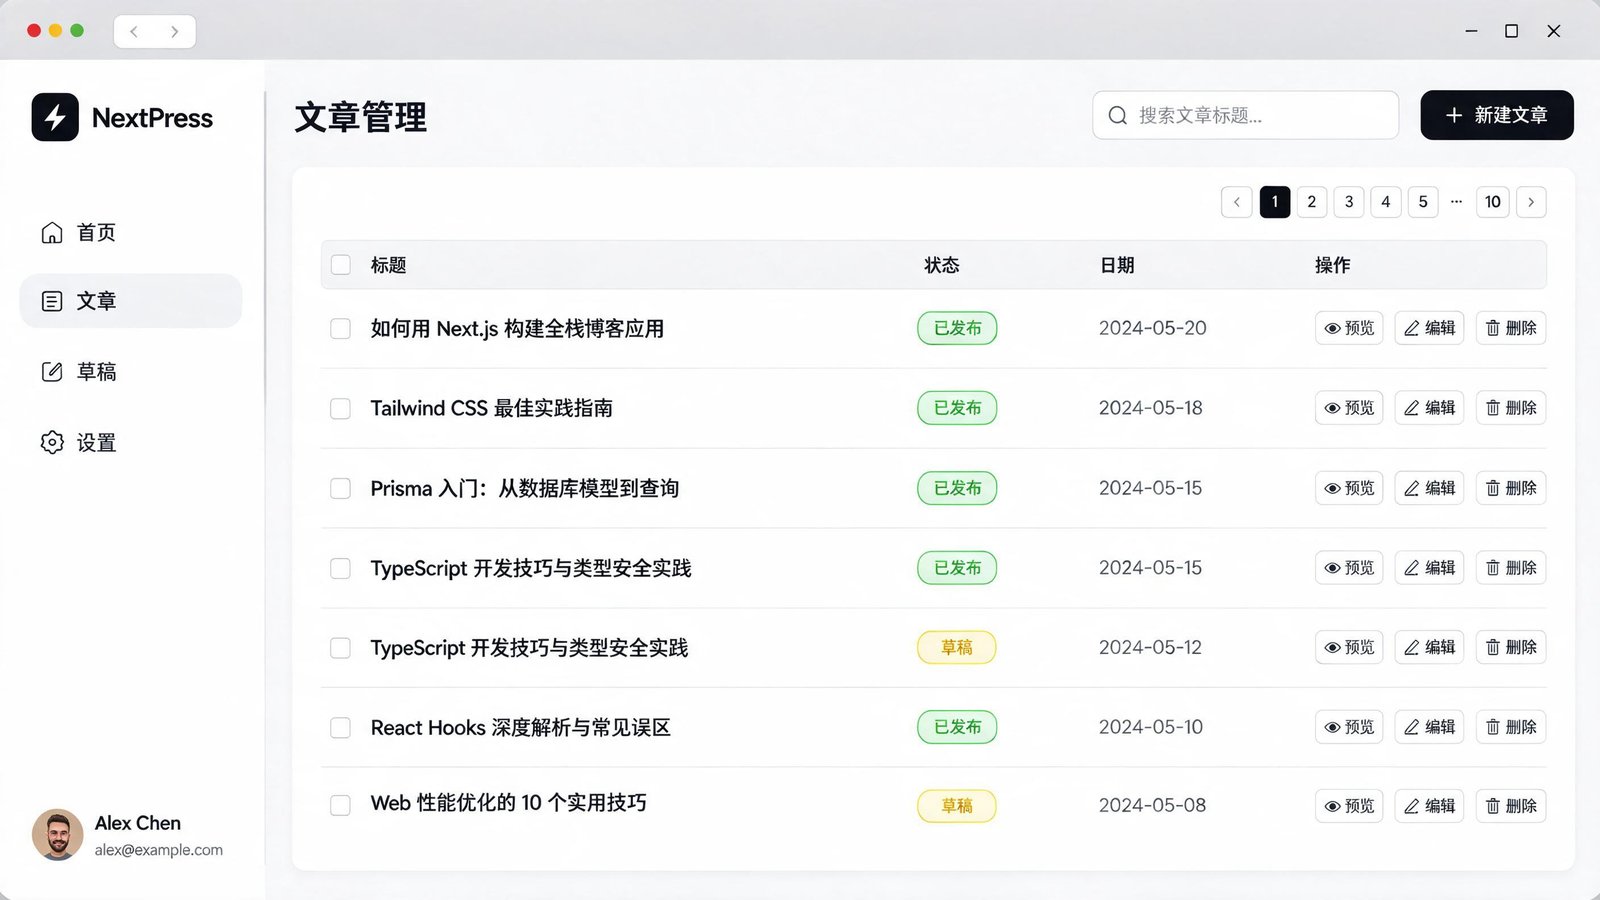 NextPress
首页
文章
草稿
设置
Alex Chen
alex@example.com
文章管理
搜索文章标题...
+ 新建文章
< 1 2 3 4 5 ... 10 >
标题 状态 日期 操作
如何用 Next.js 构建全栈博客应用 已发布 2024-05-20 预览 编辑 删除
Tailwind CSS 最佳实践指南 已发布 2024-05-18 预览 编辑 删除
Prisma 入门：从数据库模型到查询 已发布 2024-05-15 预览 编辑 删除
TypeScript 开发技巧与类型安全实践 已发布 2024-05-15 预览 编辑 删除
TypeScript 开发技巧与类型安全实践 草稿 2024-05-12 预览 编辑 删除
React Hooks 深度解析与常见误区 已发布 2024-05-10 预览 编辑 删除
Web 性能优化的 10 个实用技巧 草稿 2024-05-08 预览 编辑 删除